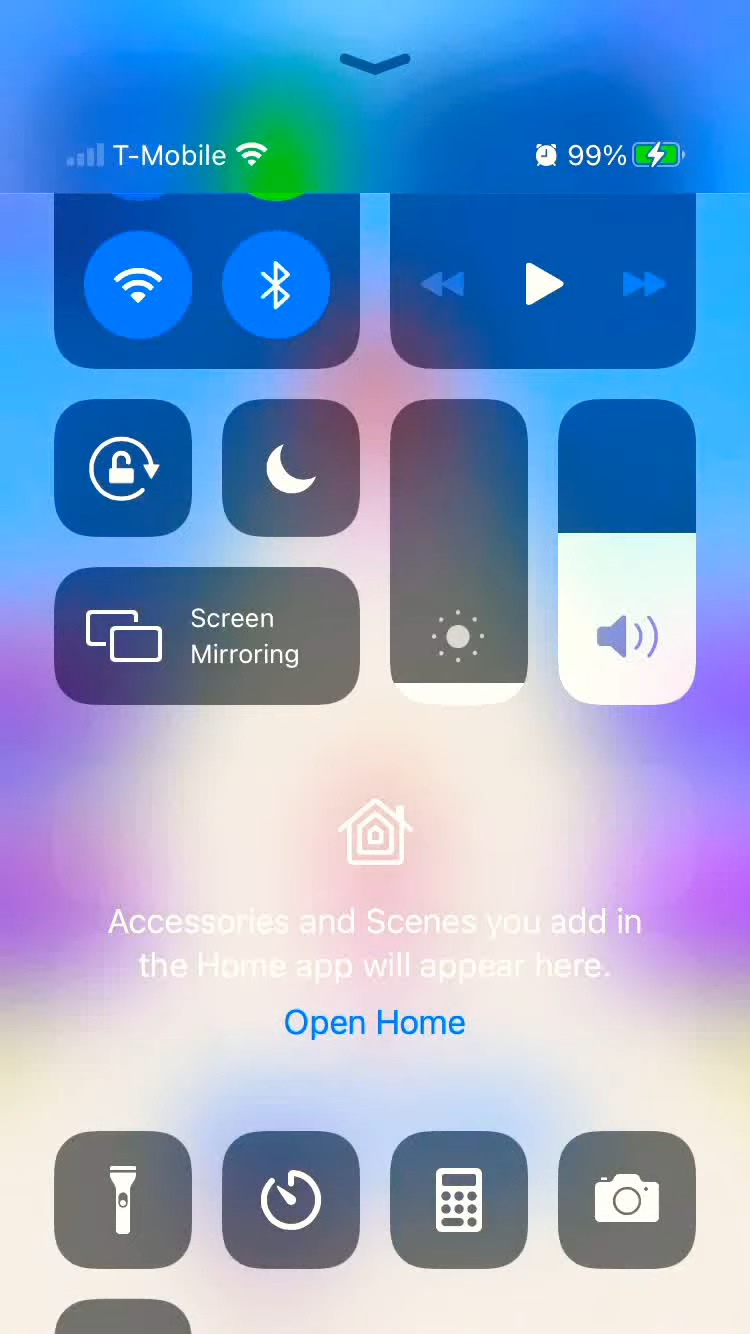 T-Mobile 99%
Screen
Mirroring
Accessories and Scenes you add in
the Home app will appear here.
Open Home